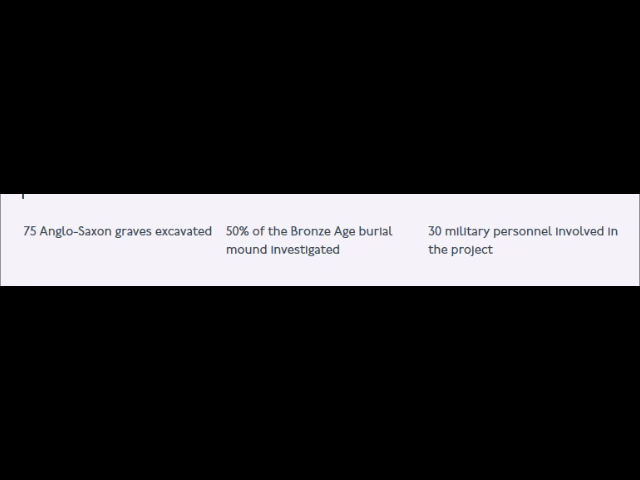 75 Anglo-Saxon graves excavated
50% of the Bronze Age burial
mound investigated
30 military personnel involved in
the project